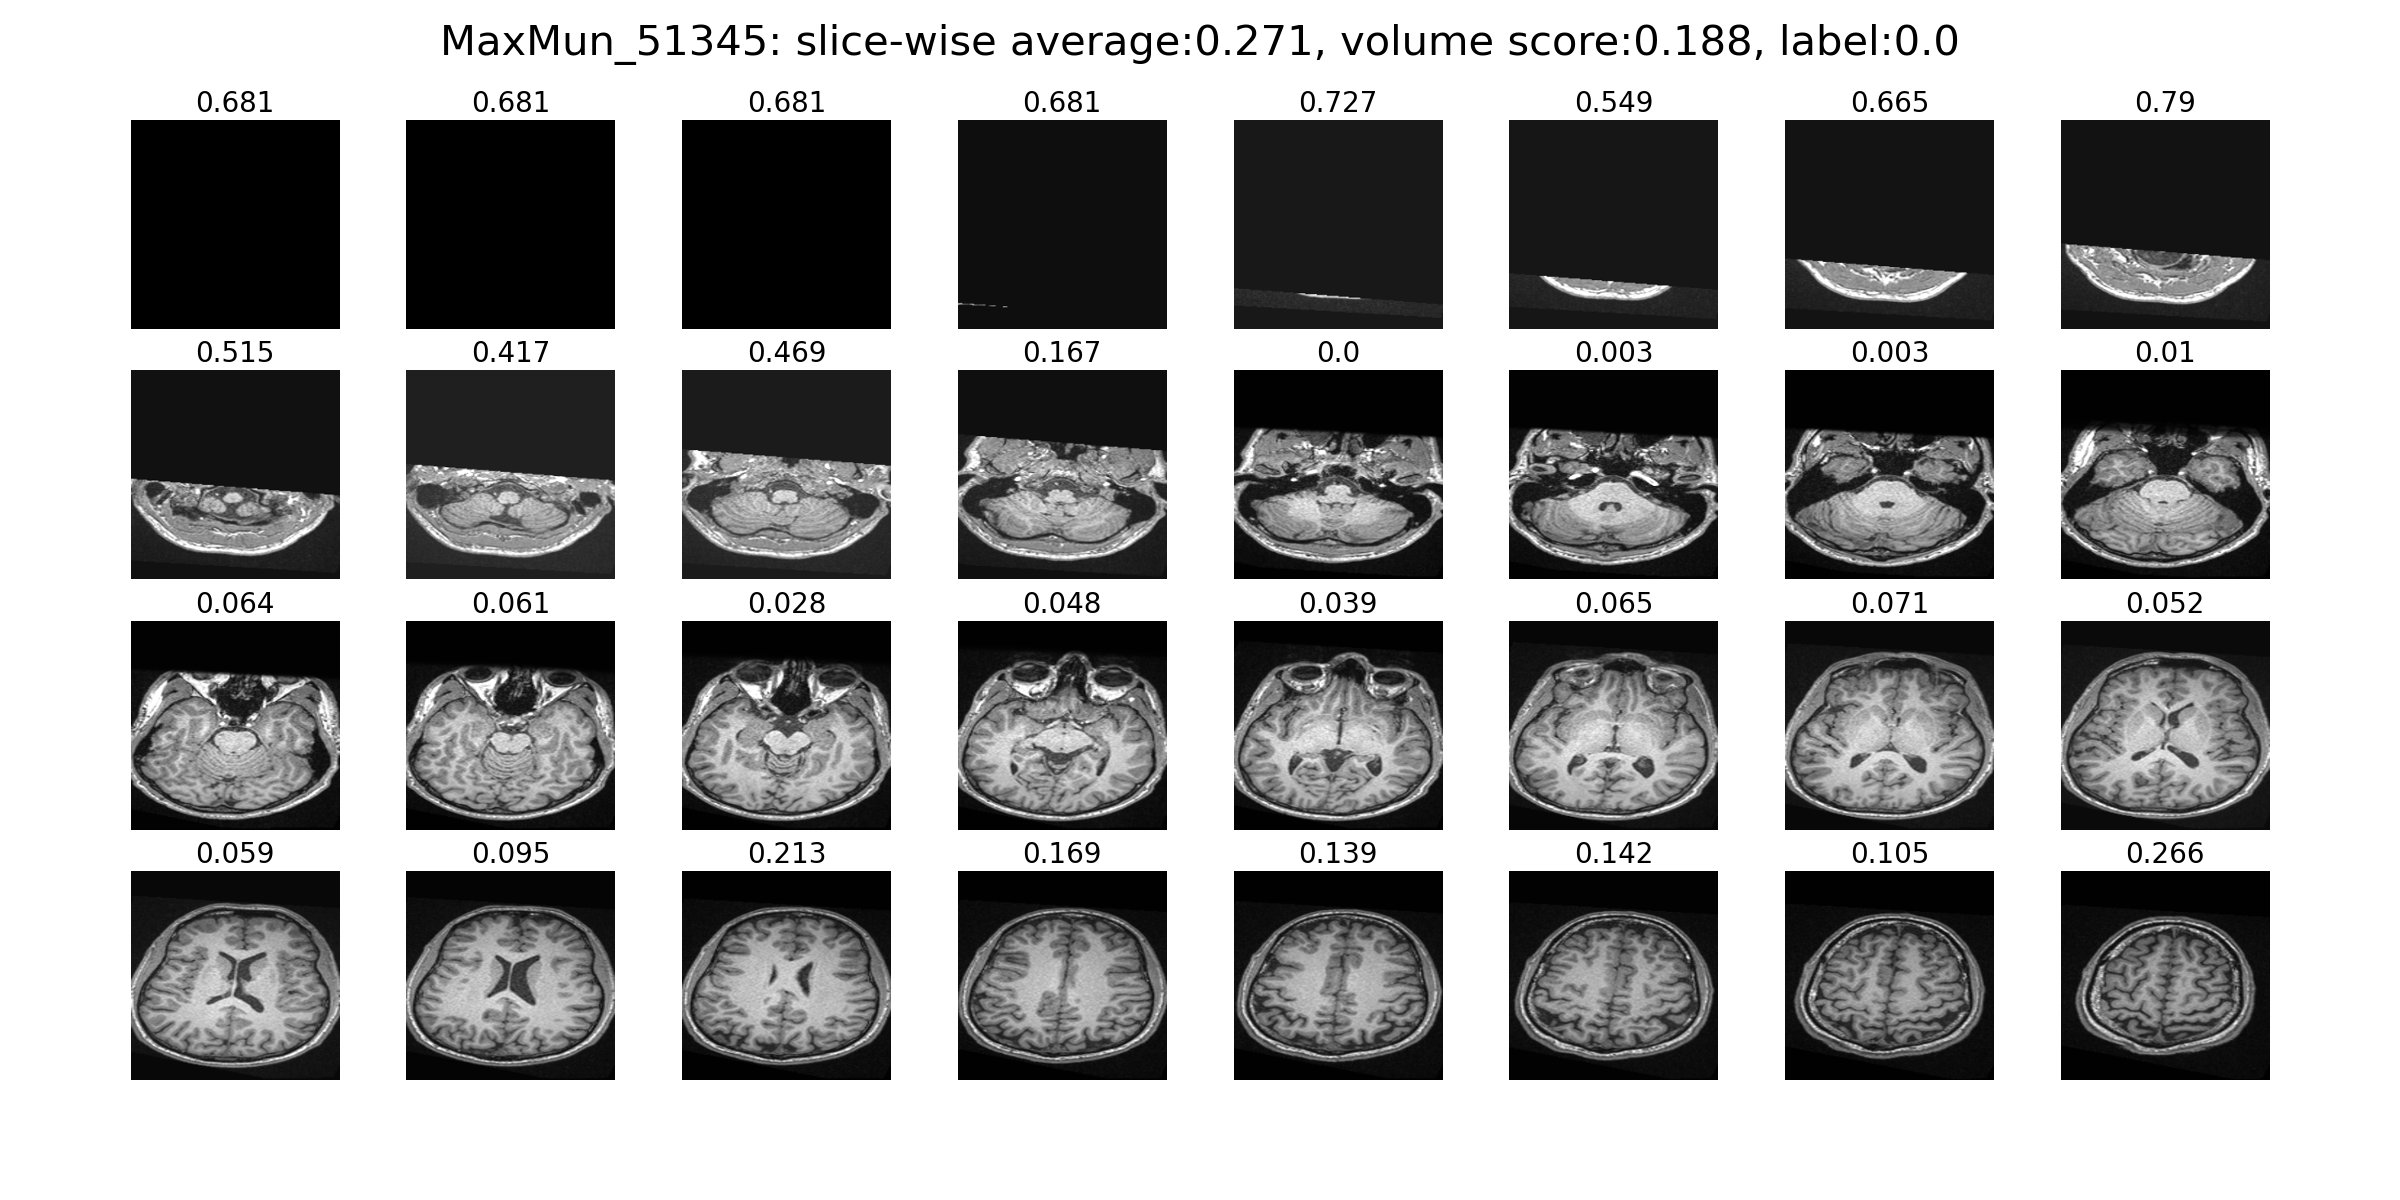 MaxMun_51345: slice-wise average:0.271, volume score:0.188, label:0.0
0.681 0.681 0.681 0.681 0.727 0.549 0.665 0.79
0.515 0.417 0.469 0.167 0.0 0.003 0.003 0.01
0.064 0.061 0.028 0.048 0.039 0.065 0.071 0.052
0.059 0.095 0.213 0.169 0.139 0.142 0.105 0.266